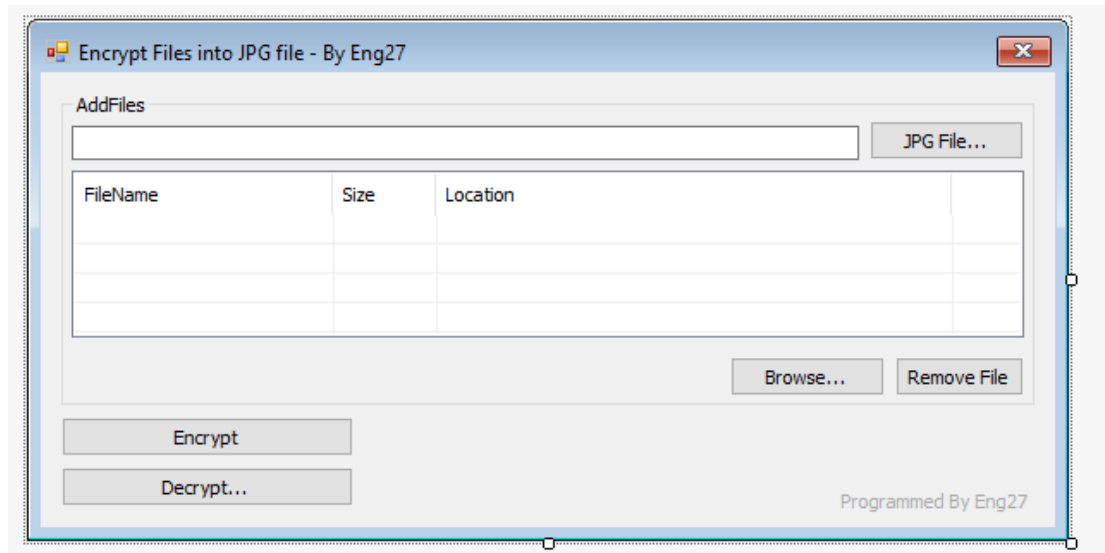 Encrypt Files into JPG file - By Eng27
AddFiles
JPG File...
FileName Size Location
Browse... Remove File
Encrypt
Decrypt...
Programmed By Eng27